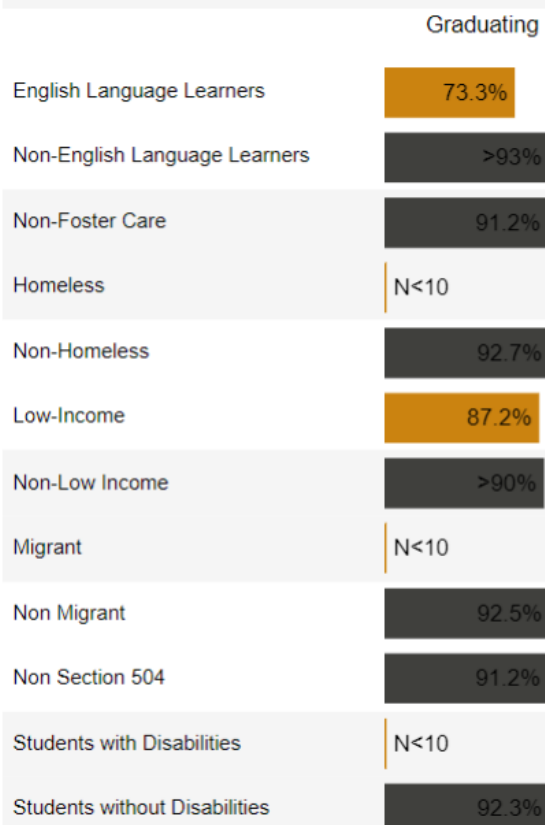 Graduating
English Language Learners 73.3%
Non-English Language Learners >93%
Non-Foster Care 91.2%
Homeless N<10
Non-Homeless 92.7%
Low-Income 87.2%
Non-Low Income >90%
Migrant N<10
Non Migrant 92.5%
Non Section 504 91.2%
Students with Disabilities N<10
Students without Disabilities 92.3%